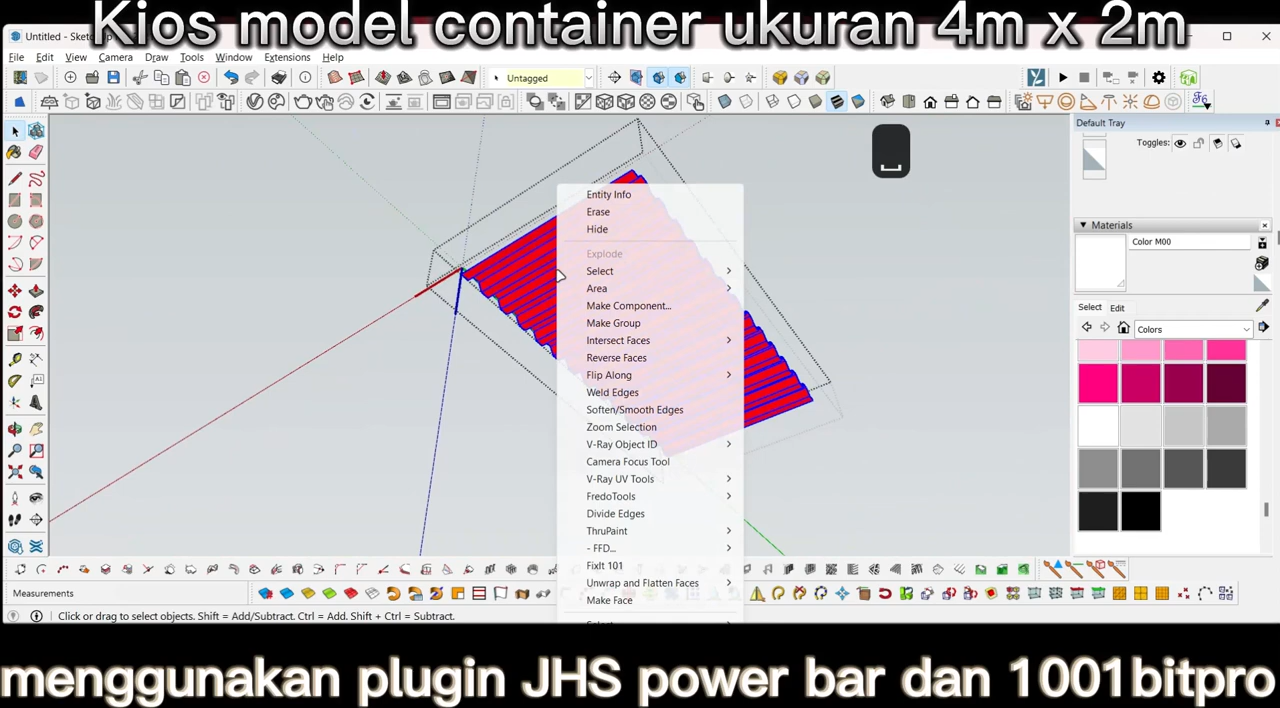 Kios model container ukuran 4m x 2m
Untitled - Sketch
File Edit View Camera Draw Tools Window Extensions Help
Untagged
Default Tray
Toggles:
Materials
Color M00
Select Edit
Colors
Entity Info
Erase
Hide
Explode
Select
Area
Make Component...
Make Group
Intersect Faces
Reverse Faces
Flip Along
Weld Edges
Soften/Smooth Edges
Zoom Selection
V-Ray Object ID
Camera Focus Tool
V-Ray UV Tools
FredoTools
Divide Edges
ThruPaint
- FFD...
FixIt 101
Unwrap and Flatten Faces
Make Face
Measurements
Click or drag to select objects. Shift = Add/Subtract. Ctrl = Add. Shift + Ctrl = Subtract.
menggunakan plugin JHS power bar dan 1001bitpro